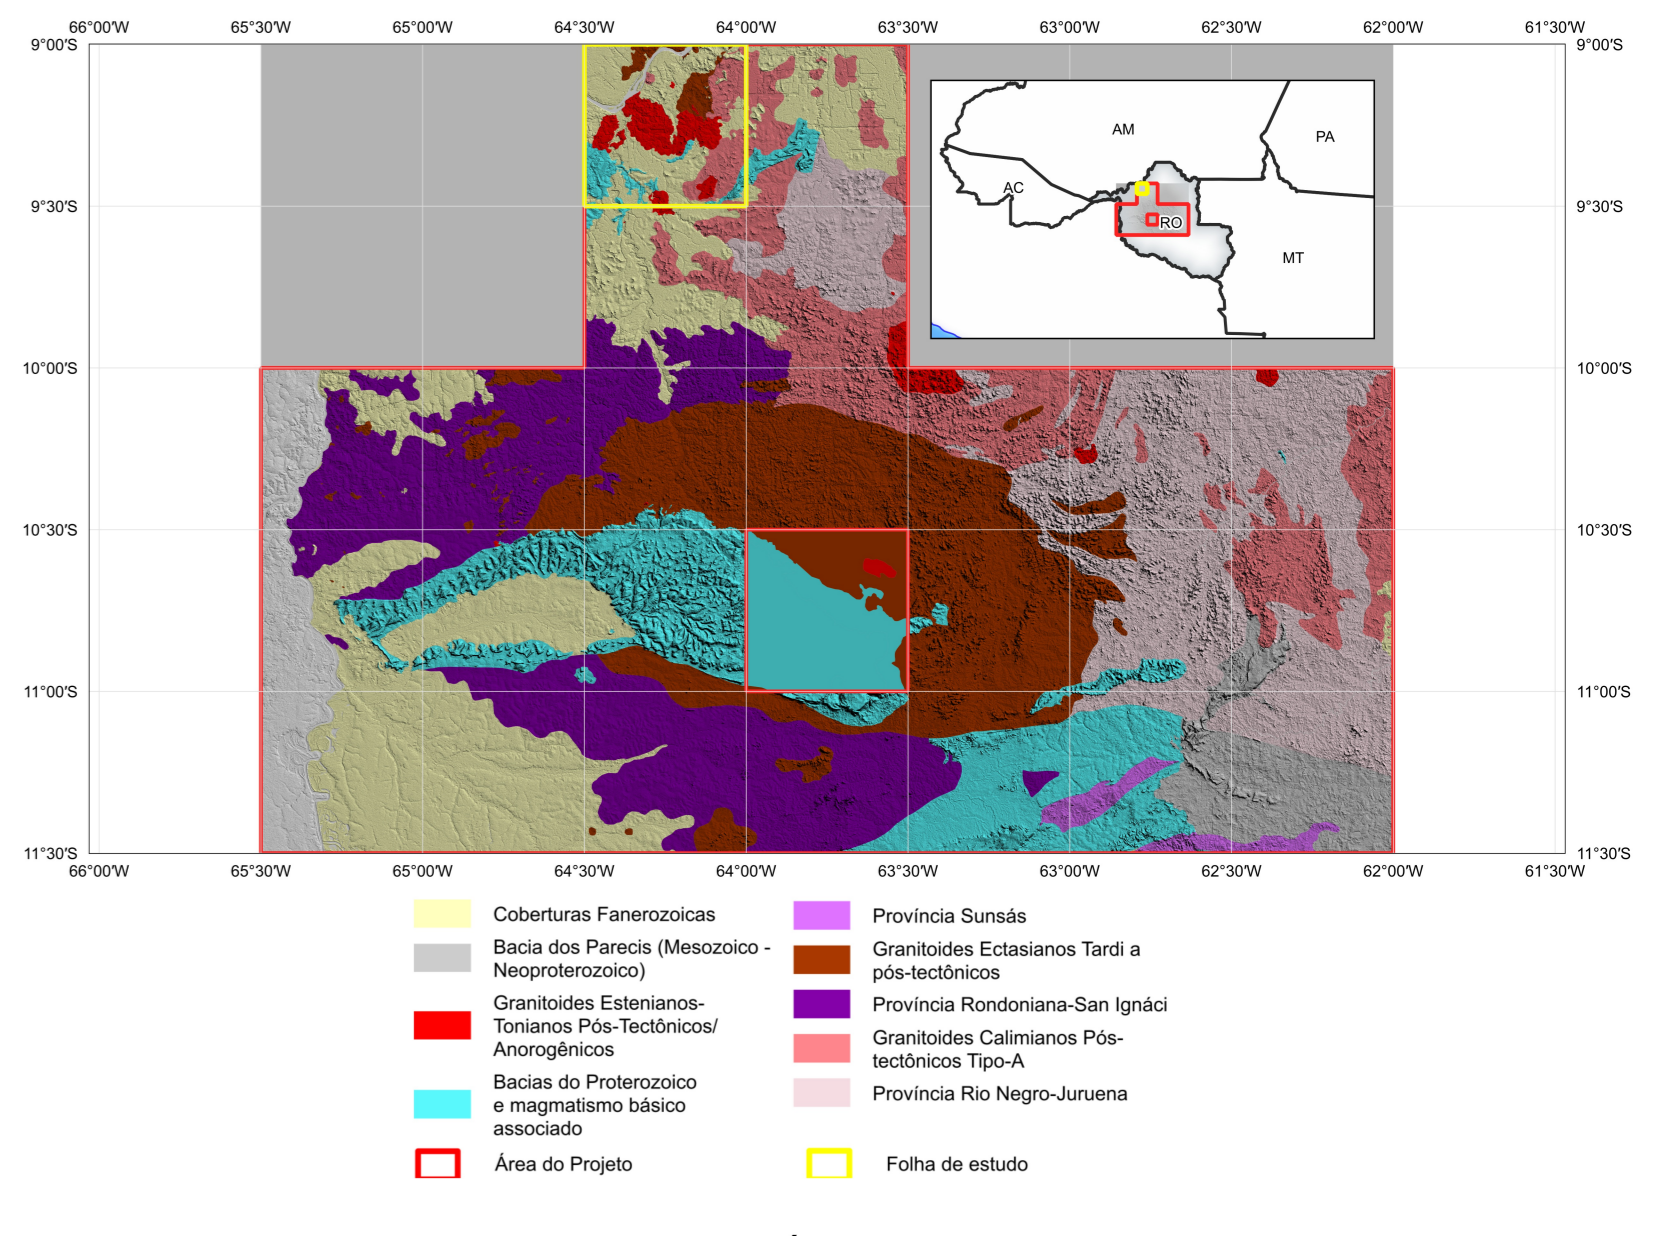 66°00'W 65°30'W 65°00'W 64°30'W 64°00'W 63°30'W 63°00'W 62°30'W 62°00'W 61°30'W
9°00'S 9°00'S
AM
PA
AC
RO
9°30'S 9°30'S
MT
10°00'S 10°00'S
10°30'S 10°30'S
11°00'S 11°00'S
11°30'S 11°30'S
66°00'W 65°30'W 65°00'W 64°30'W 64°00'W 63°30'W 63°00'W 62°30'W 62°00'W 61°30'W
Coberturas Fanerozoicas
Bacia dos Parecis (Mesozoico -
Neoproterozoico)
Granitoides Estenianos-
Tonianos Pós-Tectônicos/
Anorogênicos
Bacias do Proterozoico
e magmatismo básico
associado
Área do Projeto
Província Sunsás
Granitoides Ectasianos Tardi a
pós-tectônicos
Província Rondoniana-San Ignáci
Granitoides Calimianos Pós-
tectônicos Tipo-A
Província Rio Negro-Juruena
Folha de estudo